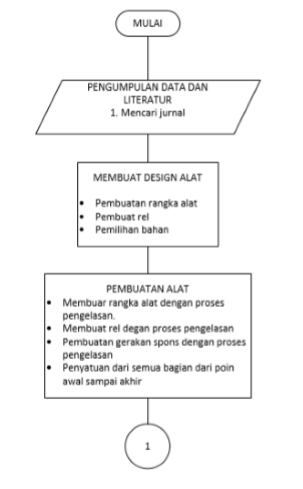 MULAI
PENGUMPULAN DATA DAN
LITERATUR
1. Mencari jurnal
MEMBUAT DESIGN ALAT
• Pembuatan rangka alat
• Pembuat rel
• Pemilihan bahan
PEMBUATAN ALAT
• Membuar rangka alat dengan proses
pengelasan.
• Membuat rel degan proses pengelasan
• Pembuatan gerakan spons dengan proses
pengelasan
• Penyatuan dari semua bagian dari poin
awal sampai akhir
1